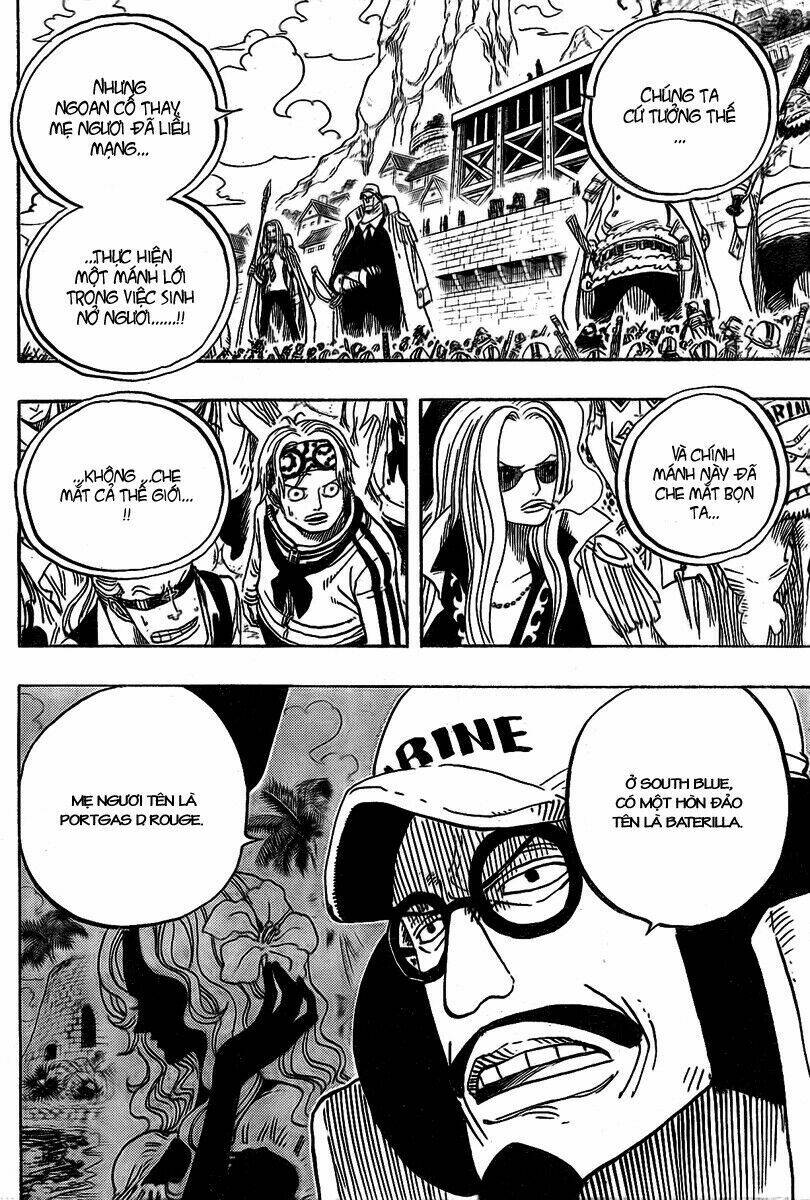 CHÚNG TA
CỨ TƯỞNG THẾ
...
NHƯNG
NGOAN CỐ THAY,
MẸ NGƯƠI ĐÃ LIỀU
MẠNG...
..THỰC HIỆN
MỘT MÁNH LỚI
TRONG VIỆC SINH
NỞ NGƯƠI......!!
VÀ CHÍNH
MÁNH NÀY ĐÃ
CHE MẮT BỌN
TA...
RINE
...KHÔNG ...CHE
MẮT CẢ THẾ GIỚI...
!!
ARINE
Ở SOUTH BLUE,
CÓ MỘT HÒN ĐẢO
TÊN LÀ BATERILLA.
MẸ NGƯƠI TÊN LÀ
PORTGAS D. ROUGE.